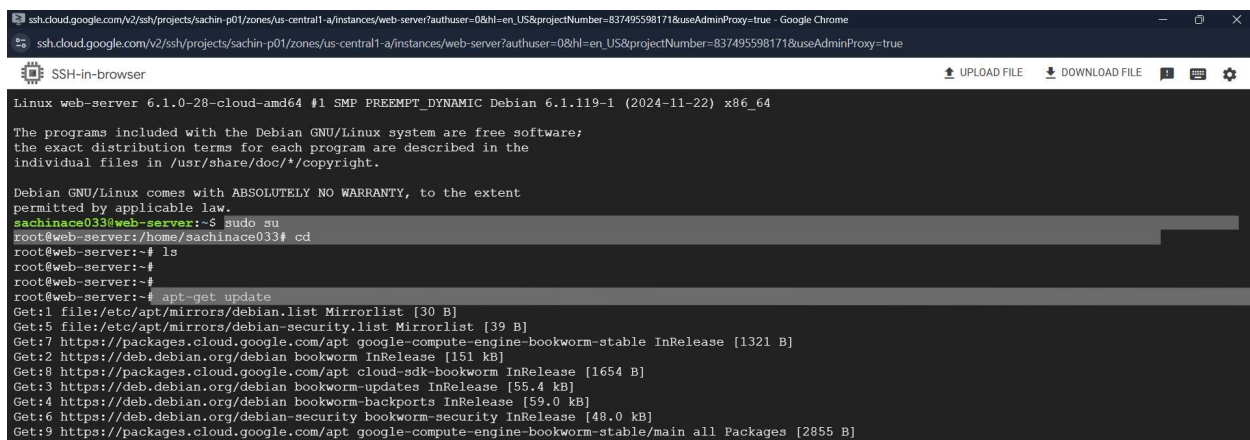 ssh.cloud.google.com/v2/ssh/projects/sachin-p01/zones/us-central1-a/instances/web-server?authuser=0&hl=en_US&projectNumber=837495598171&useAdminProxy=true - Google Chrome
ssh.cloud.google.com/v2/ssh/projects/sachin-p01/zones/us-central1-a/instances/web-server?authuser=0&hl=en_US&projectNumber=837495598171&useAdminProxy=true
SSH-in-browser UPLOAD FILE DOWNLOAD FILE
Linux web-server 6.1.0-28-cloud-amd64 #1 SMP PREEMPT_DYNAMIC Debian 6.1.119-1 (2024-11-22) x86_64
The programs included with the Debian GNU/Linux system are free software;
the exact distribution terms for each program are described in the
individual files in /usr/share/doc/*/copyright.
Debian GNU/Linux comes with ABSOLUTELY NO WARRANTY, to the extent
permitted by applicable law.
sachinace033@web-server:~$ sudo su
root@web-server:/home/sachinace033# cd
root@web-server:~# ls
root@web-server:~#
root@web-server:~#
root@web-server:~# apt-get update
Get:1 file:/etc/apt/mirrors/debian.list Mirrorlist [30 B]
Get:5 file:/etc/apt/mirrors/debian-security.list Mirrorlist [39 B]
Get:7 https://packages.cloud.google.com/apt google-compute-engine-bookworm-stable InRelease [1321 B]
Get:2 https://deb.debian.org/debian bookworm InRelease [151 kB]
Get:8 https://packages.cloud.google.com/apt cloud-sdk-bookworm InRelease [1654 B]
Get:3 https://deb.debian.org/debian bookworm-updates InRelease [55.4 kB]
Get:4 https://deb.debian.org/debian bookworm-backports InRelease [59.0 kB]
Get:6 https://deb.debian.org/debian-security bookworm-security InRelease [48.0 kB]
Get:9 https://packages.cloud.google.com/apt google-compute-engine-bookworm-stable/main all Packages [2855 B]